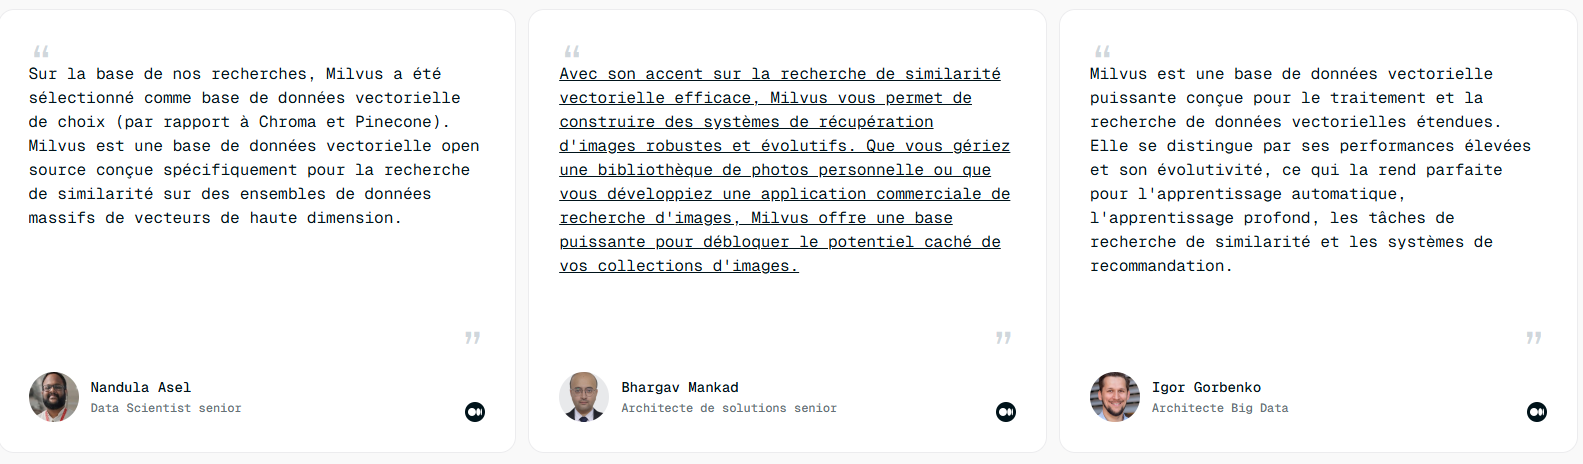 “
Sur la base de nos recherches, Milvus a été
sélectionné comme base de données vectorielle
de choix (par rapport à Chroma et Pinecone).
Milvus est une base de données vectorielle open
source conçue spécifiquement pour la recherche
de similarité sur des ensembles de données
massifs de vecteurs de haute dimension.
”
Nandula Asel
Data Scientist senior
“
Avec son accent sur la recherche de similarité
vectorielle efficace, Milvus vous permet de
construire des systèmes de récupération
d'images robustes et évolutifs. Que vous gériez
une bibliothèque de photos personnelle ou que
vous développiez une application commerciale de
recherche d'images, Milvus offre une base
puissante pour débloquer le potentiel caché de
vos collections d'images.
”
Bhargav Mankad
Architecte de solutions senior
“
Milvus est une base de données vectorielle
puissante conçue pour le traitement et la
recherche de données vectorielles étendues.
Elle se distingue par ses performances élevées
et son évolutivité, ce qui la rend parfaite
pour l'apprentissage automatique,
l'apprentissage profond, les tâches de
recherche de similarité et les systèmes de
recommandation.
”
Igor Gorbenko
Architecte Big Data